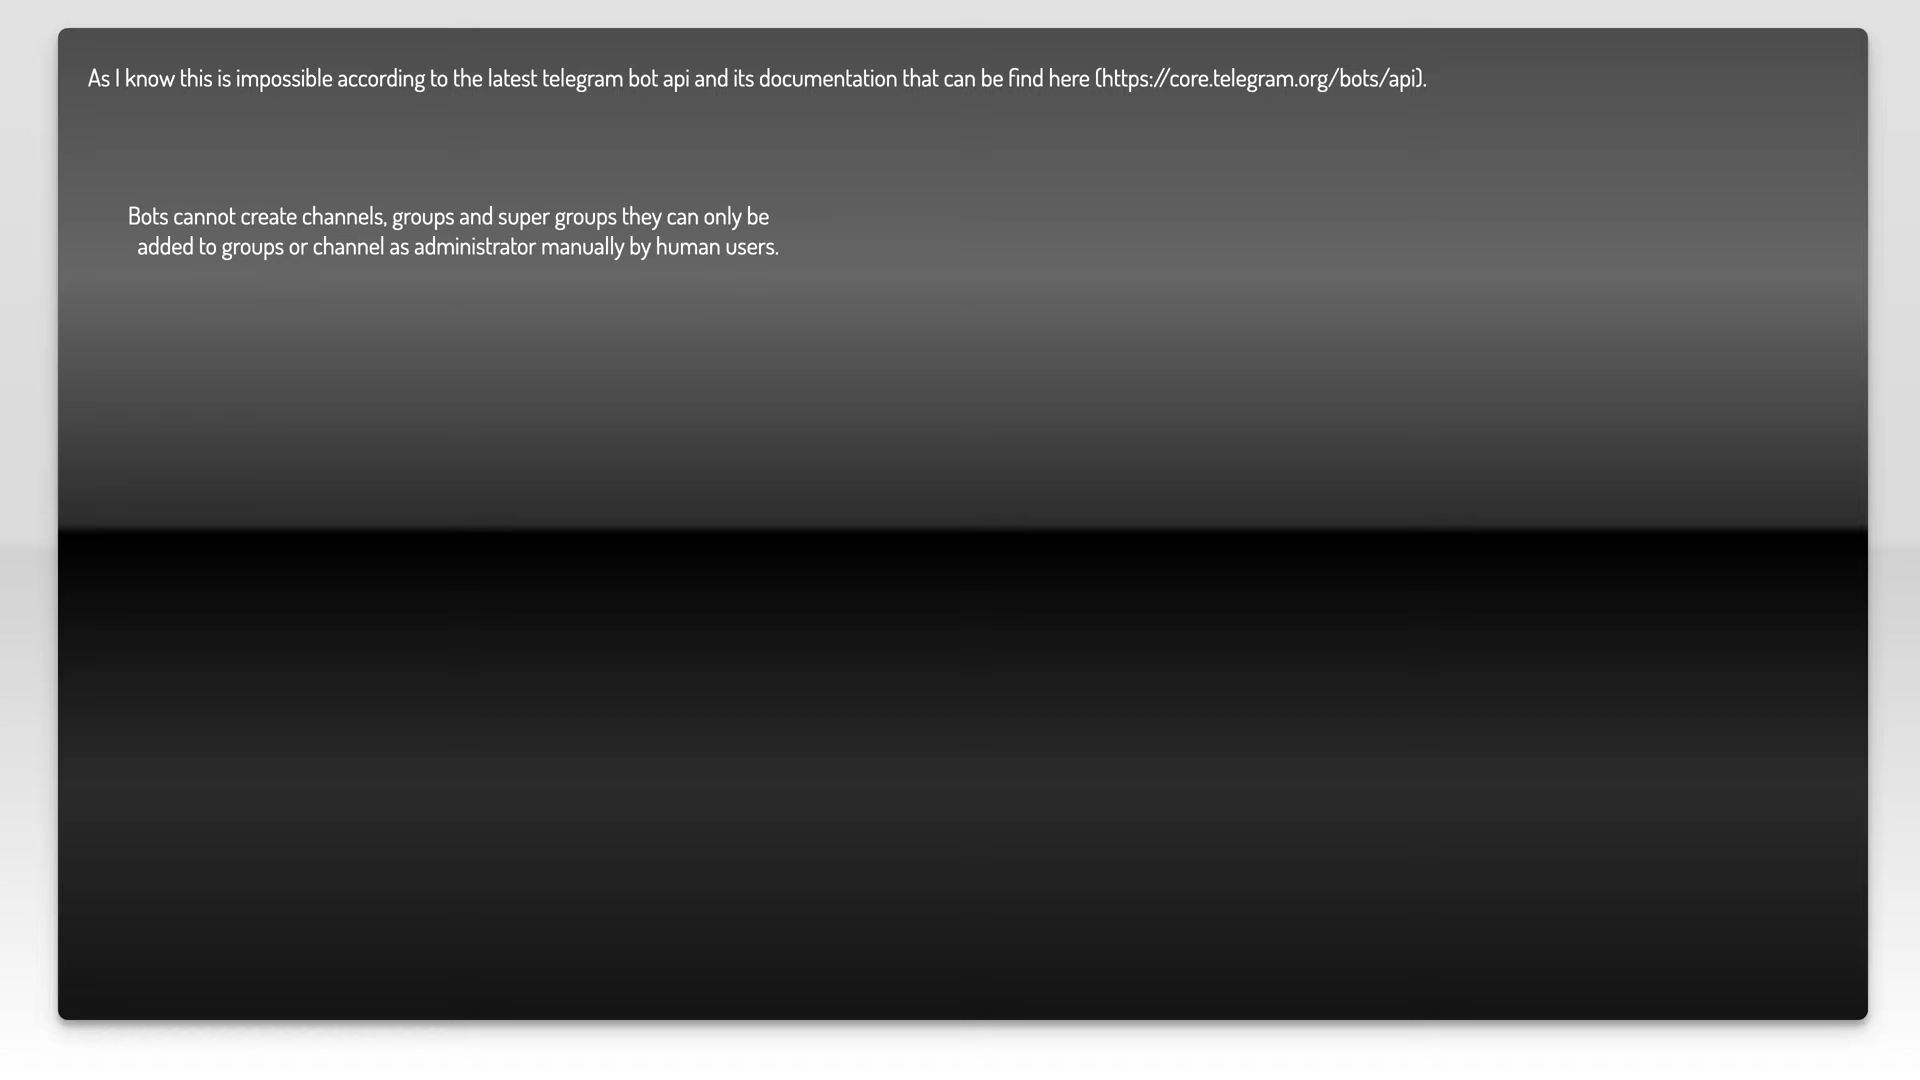 As I know this is impossible according to the latest telegram bot api and its documentation that can be find here (https://core.telegram.org/bots/api).
Bots cannot create channels, groups and super groups they can only be
added to groups or channel as administrator manually by human users.